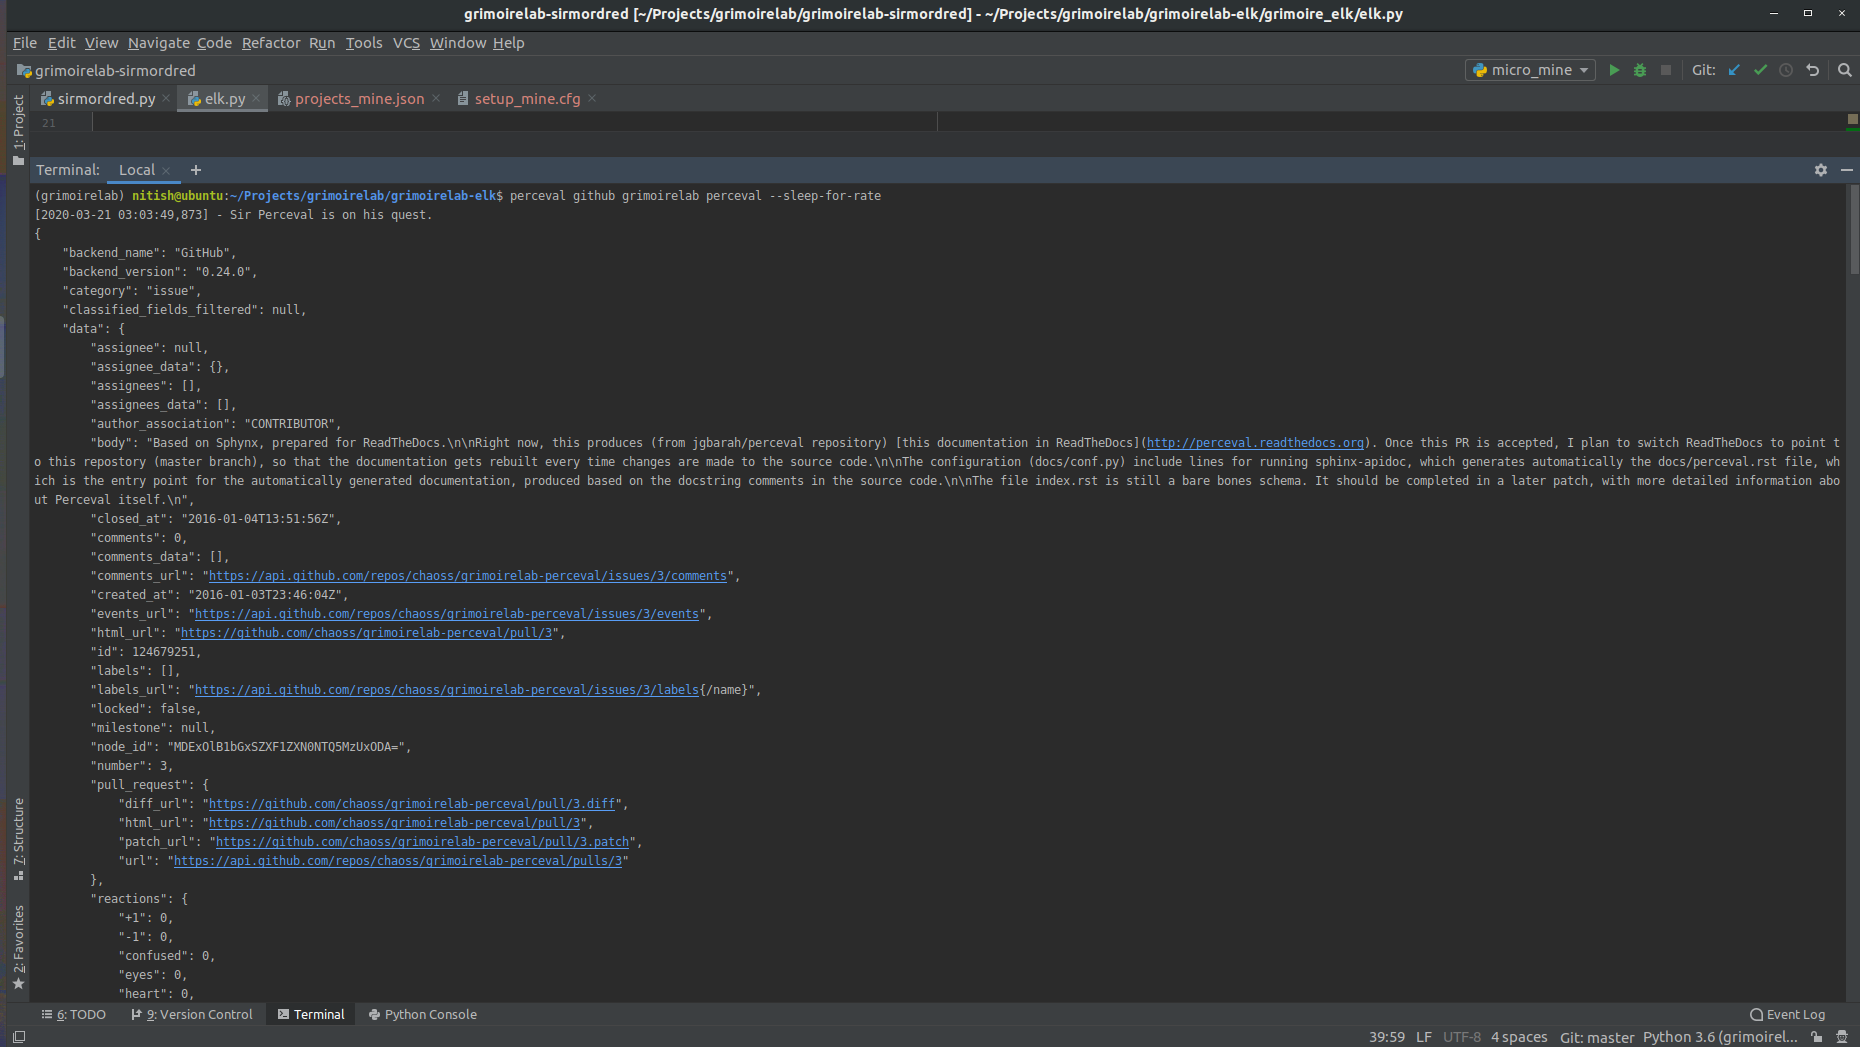 grimoirelab-sirmordred [~/Projects/grimoirelab/grimoirelab-sirmordred] - ~/Projects/grimoirelab/grimoirelab-elk/grimoire_elk/elk.py
File Edit View Navigate Code Refactor Run Tools VCS Window Help
grimoirelab-sirmordred
micro_mine
Git:
sirmordred.py
elk.py
projects_mine.json
setup_mine.cfg
1: Project
21
Terminal: Local
(grimoirelab) nitish@ubuntu:~/Projects/grimoirelab/grimoirelab-elk$ perceval github grimoirelab perceval --sleep-for-rate
[2020-03-21 03:03:49,873] - Sir Perceval is on his quest.
{
"backend_name": "GitHub",
"backend_version": "0.24.0",
"category": "issue",
"classified_fields_filtered": null,
"data": {
"assignee": null,
"assignee_data": {},
"assignees": [],
"assignees_data": [],
"author_association": "CONTRIBUTOR",
"body": "Based on Sphynx, prepared for ReadTheDocs.\n\nRight now, this produces (from jgbarah/perceval repository) [this documentation in ReadTheDocs](http://perceval.readthedocs.org). Once this PR is accepted, I plan to switch ReadTheDocs to point t
o this repostory (master branch), so that the documentation gets rebuilt every time changes are made to the source code.\n\nThe configuration (docs/conf.py) include lines for running sphinx-apidoc, which generates automatically the docs/perceval.rst file, wh
ich is the entry point for the automatically generated documentation, produced based on the docstring comments in the source code.\n\nThe file index.rst is still a bare bones schema. It should be completed in a later patch, with more detailed information abo
ut Perceval itself.\n",
"closed_at": "2016-01-04T13:51:56Z",
"comments": 0,
"comments_data": [],
"comments_url": "https://api.github.com/repos/chaoss/grimoirelab-perceval/issues/3/comments",
"created_at": "2016-01-03T23:46:04Z",
"events_url": "https://api.github.com/repos/chaoss/grimoirelab-perceval/issues/3/events",
"html_url": "https://github.com/chaoss/grimoirelab-perceval/pull/3",
"id": 124679251,
"labels": [],
"labels_url": "https://api.github.com/repos/chaoss/grimoirelab-perceval/issues/3/labels{/name}",
"locked": false,
"milestone": null,
"node_id": "MDExOlB1bGxSZXF1ZXN0NTQ5MzUxODA=",
"number": 3,
"pull_request": {
"diff_url": "https://github.com/chaoss/grimoirelab-perceval/pull/3.diff",
"html_url": "https://github.com/chaoss/grimoirelab-perceval/pull/3",
"patch_url": "https://github.com/chaoss/grimoirelab-perceval/pull/3.patch",
"url": "https://api.github.com/repos/chaoss/grimoirelab-perceval/pulls/3"
},
"reactions": {
"+1": 0,
"-1": 0,
"confused": 0,
"eyes": 0,
"heart": 0,
7: Structure
2: Favorites
6: TODO
9: Version Control
Terminal
Python Console
Event Log
39:59 LF UTF-8 4 spaces Git: master Python 3.6 (grimoirel...